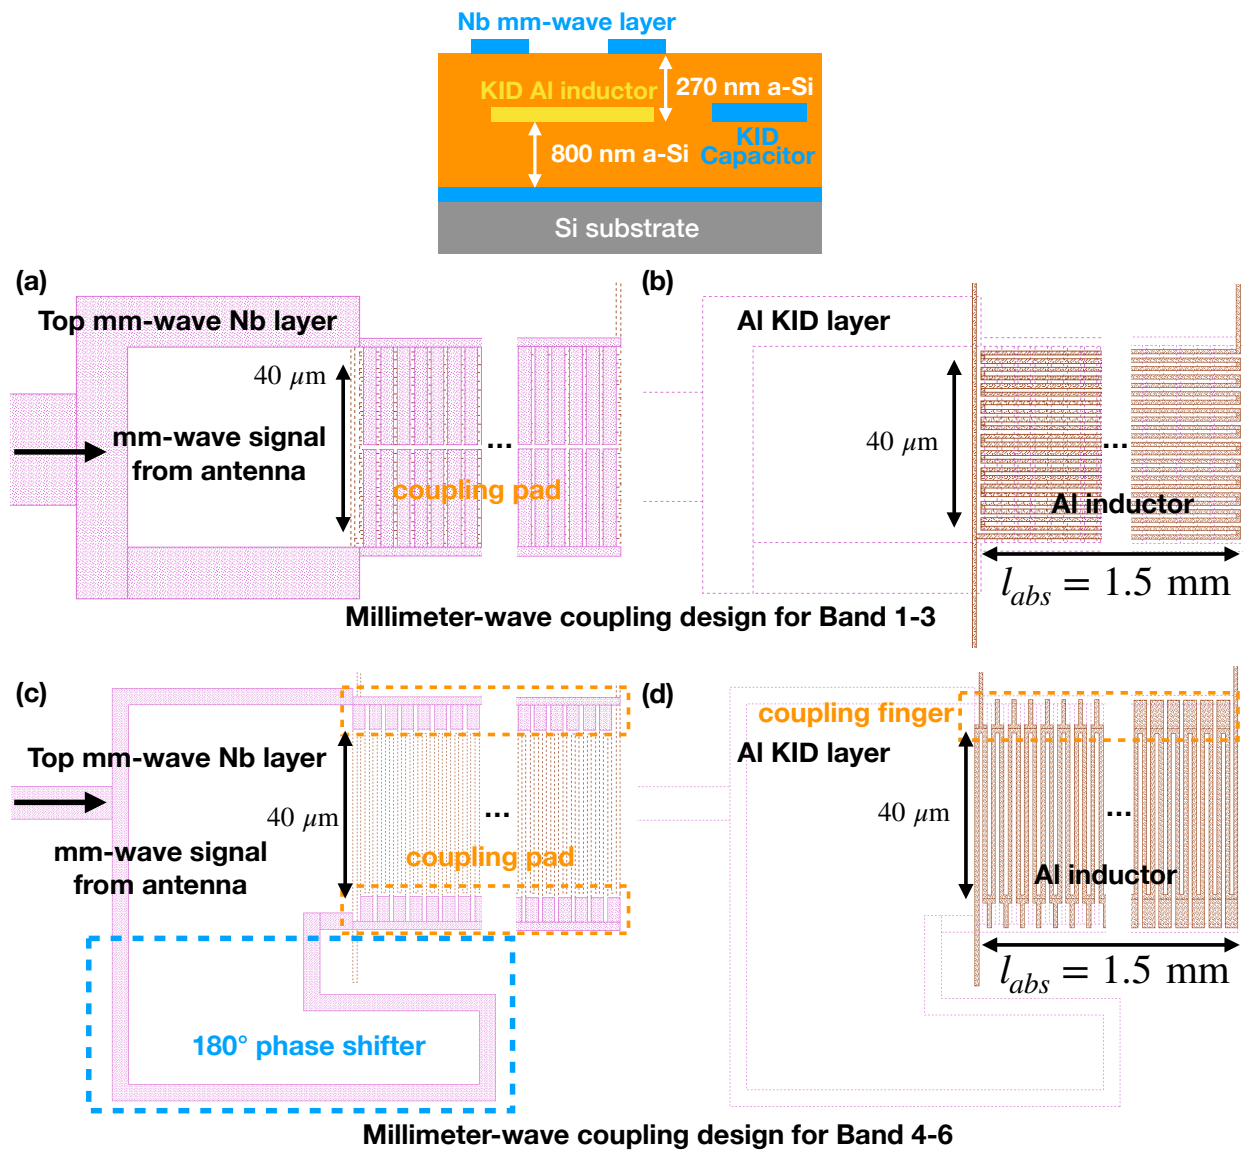 Nb mm-wave layer
KID Al inductor
270 nm a-Si
800 nm a-Si
KID
Capacitor
Si substrate
(a)
Top mm-wave Nb layer
40 µm
mm-wave signal
from antenna
...
coupling pad
(b)
Al KID layer
40 µm
...
Al inductor
l_abs = 1.5 mm
Millimeter-wave coupling design for Band 1-3
(c)
Top mm-wave Nb layer
40 µm
...
mm-wave signal
from antenna
coupling pad
180° phase shifter
(d)
coupling finger
Al KID layer
40 µm
...
Al inductor
l_abs = 1.5 mm
Millimeter-wave coupling design for Band 4-6